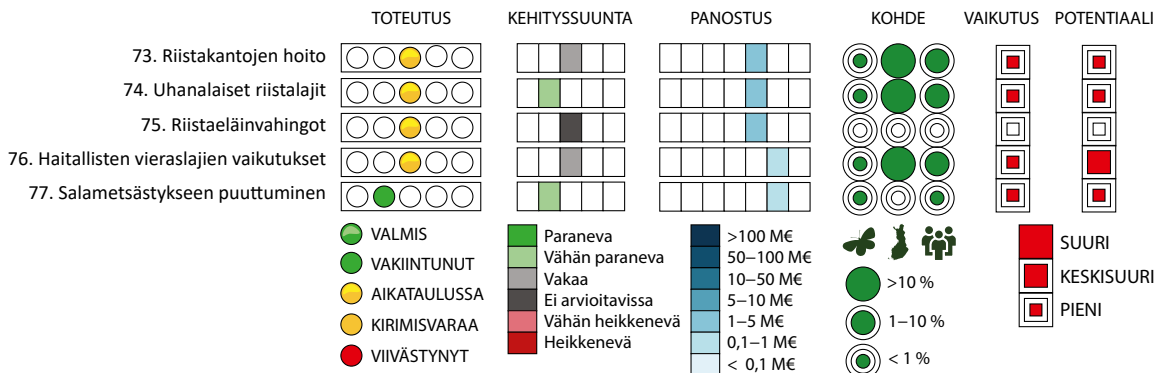 TOTEUTUS KEHITYSSUUNTA PANOSTUS KOHDE VAIKUTUS POTENTIAALI
73. Riistakantojen hoito
74. Uhanalaiset riistalajit
75. Riistaeläinvahingot
76. Haitallisten vieraslajien vaikutukset
77. Salametsästykseen puuttuminen
VALMIS
VAKIINTUNUT
AIKATAULUSSA
KIRIMISVARAA
VIIVÄSTYNYT
Paraneva
Vähän paraneva
Vakaa
Ei arvioitavissa
Vähän heikkenevä
Heikkenevä
>100 M€
50–100 M€
10–50 M€
5–10 M€
1–5 M€
0,1–1 M€
< 0,1 M€
>10 %
1–10 %
< 1 %
SUURI
KESKISUURI
PIENI